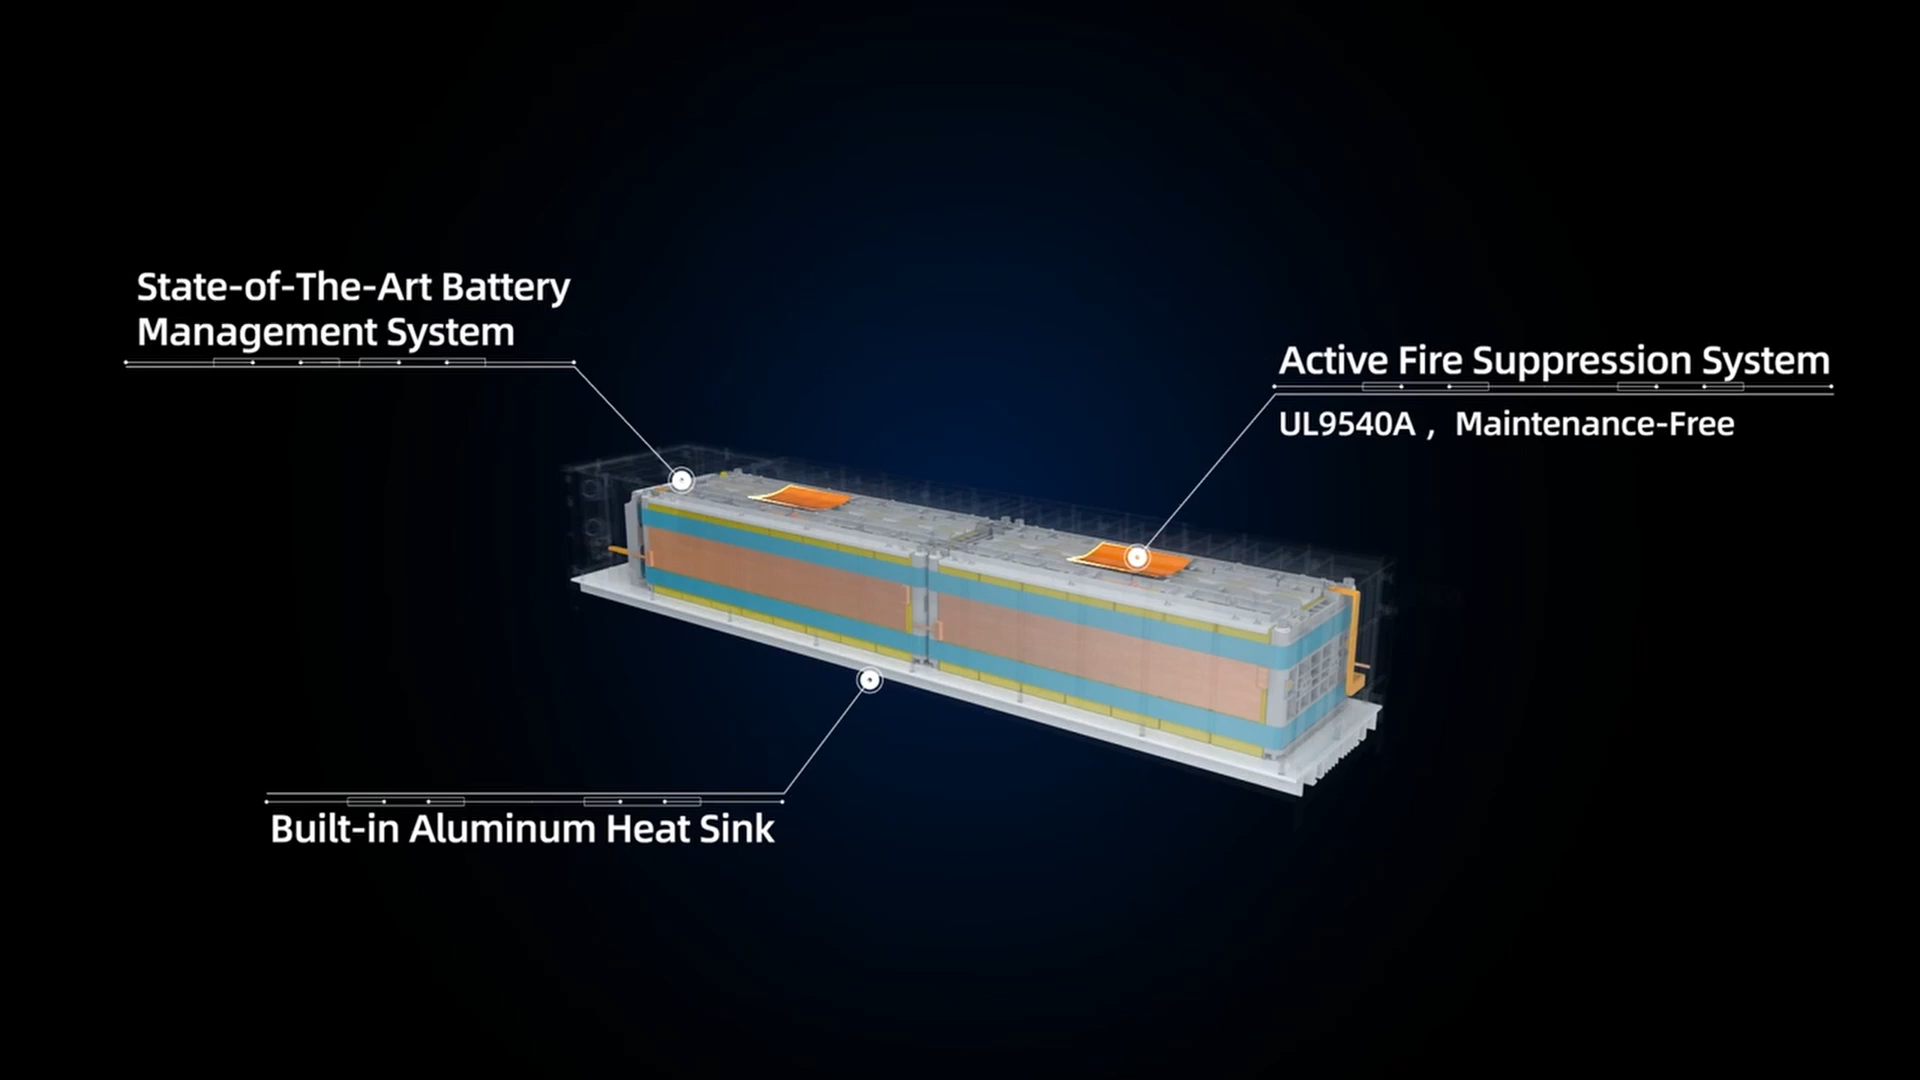 State-of-The-Art Battery
Management System
Active Fire Suppression System
UL9540A , Maintenance-Free
Built-in Aluminum Heat Sink